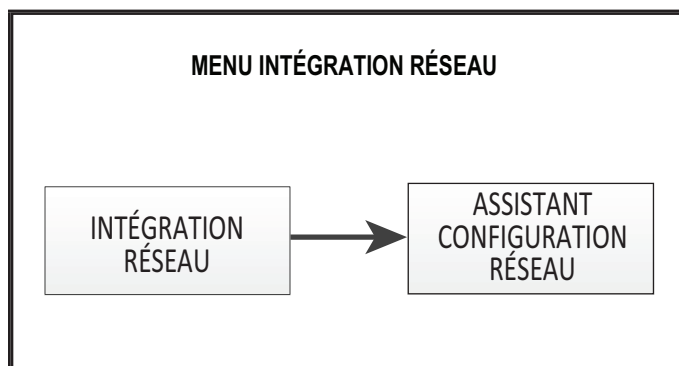 MENU INTÉGRATION RÉSEAU
INTÉGRATION
RÉSEAU
ASSISTANT
CONFIGURATION
RÉSEAU